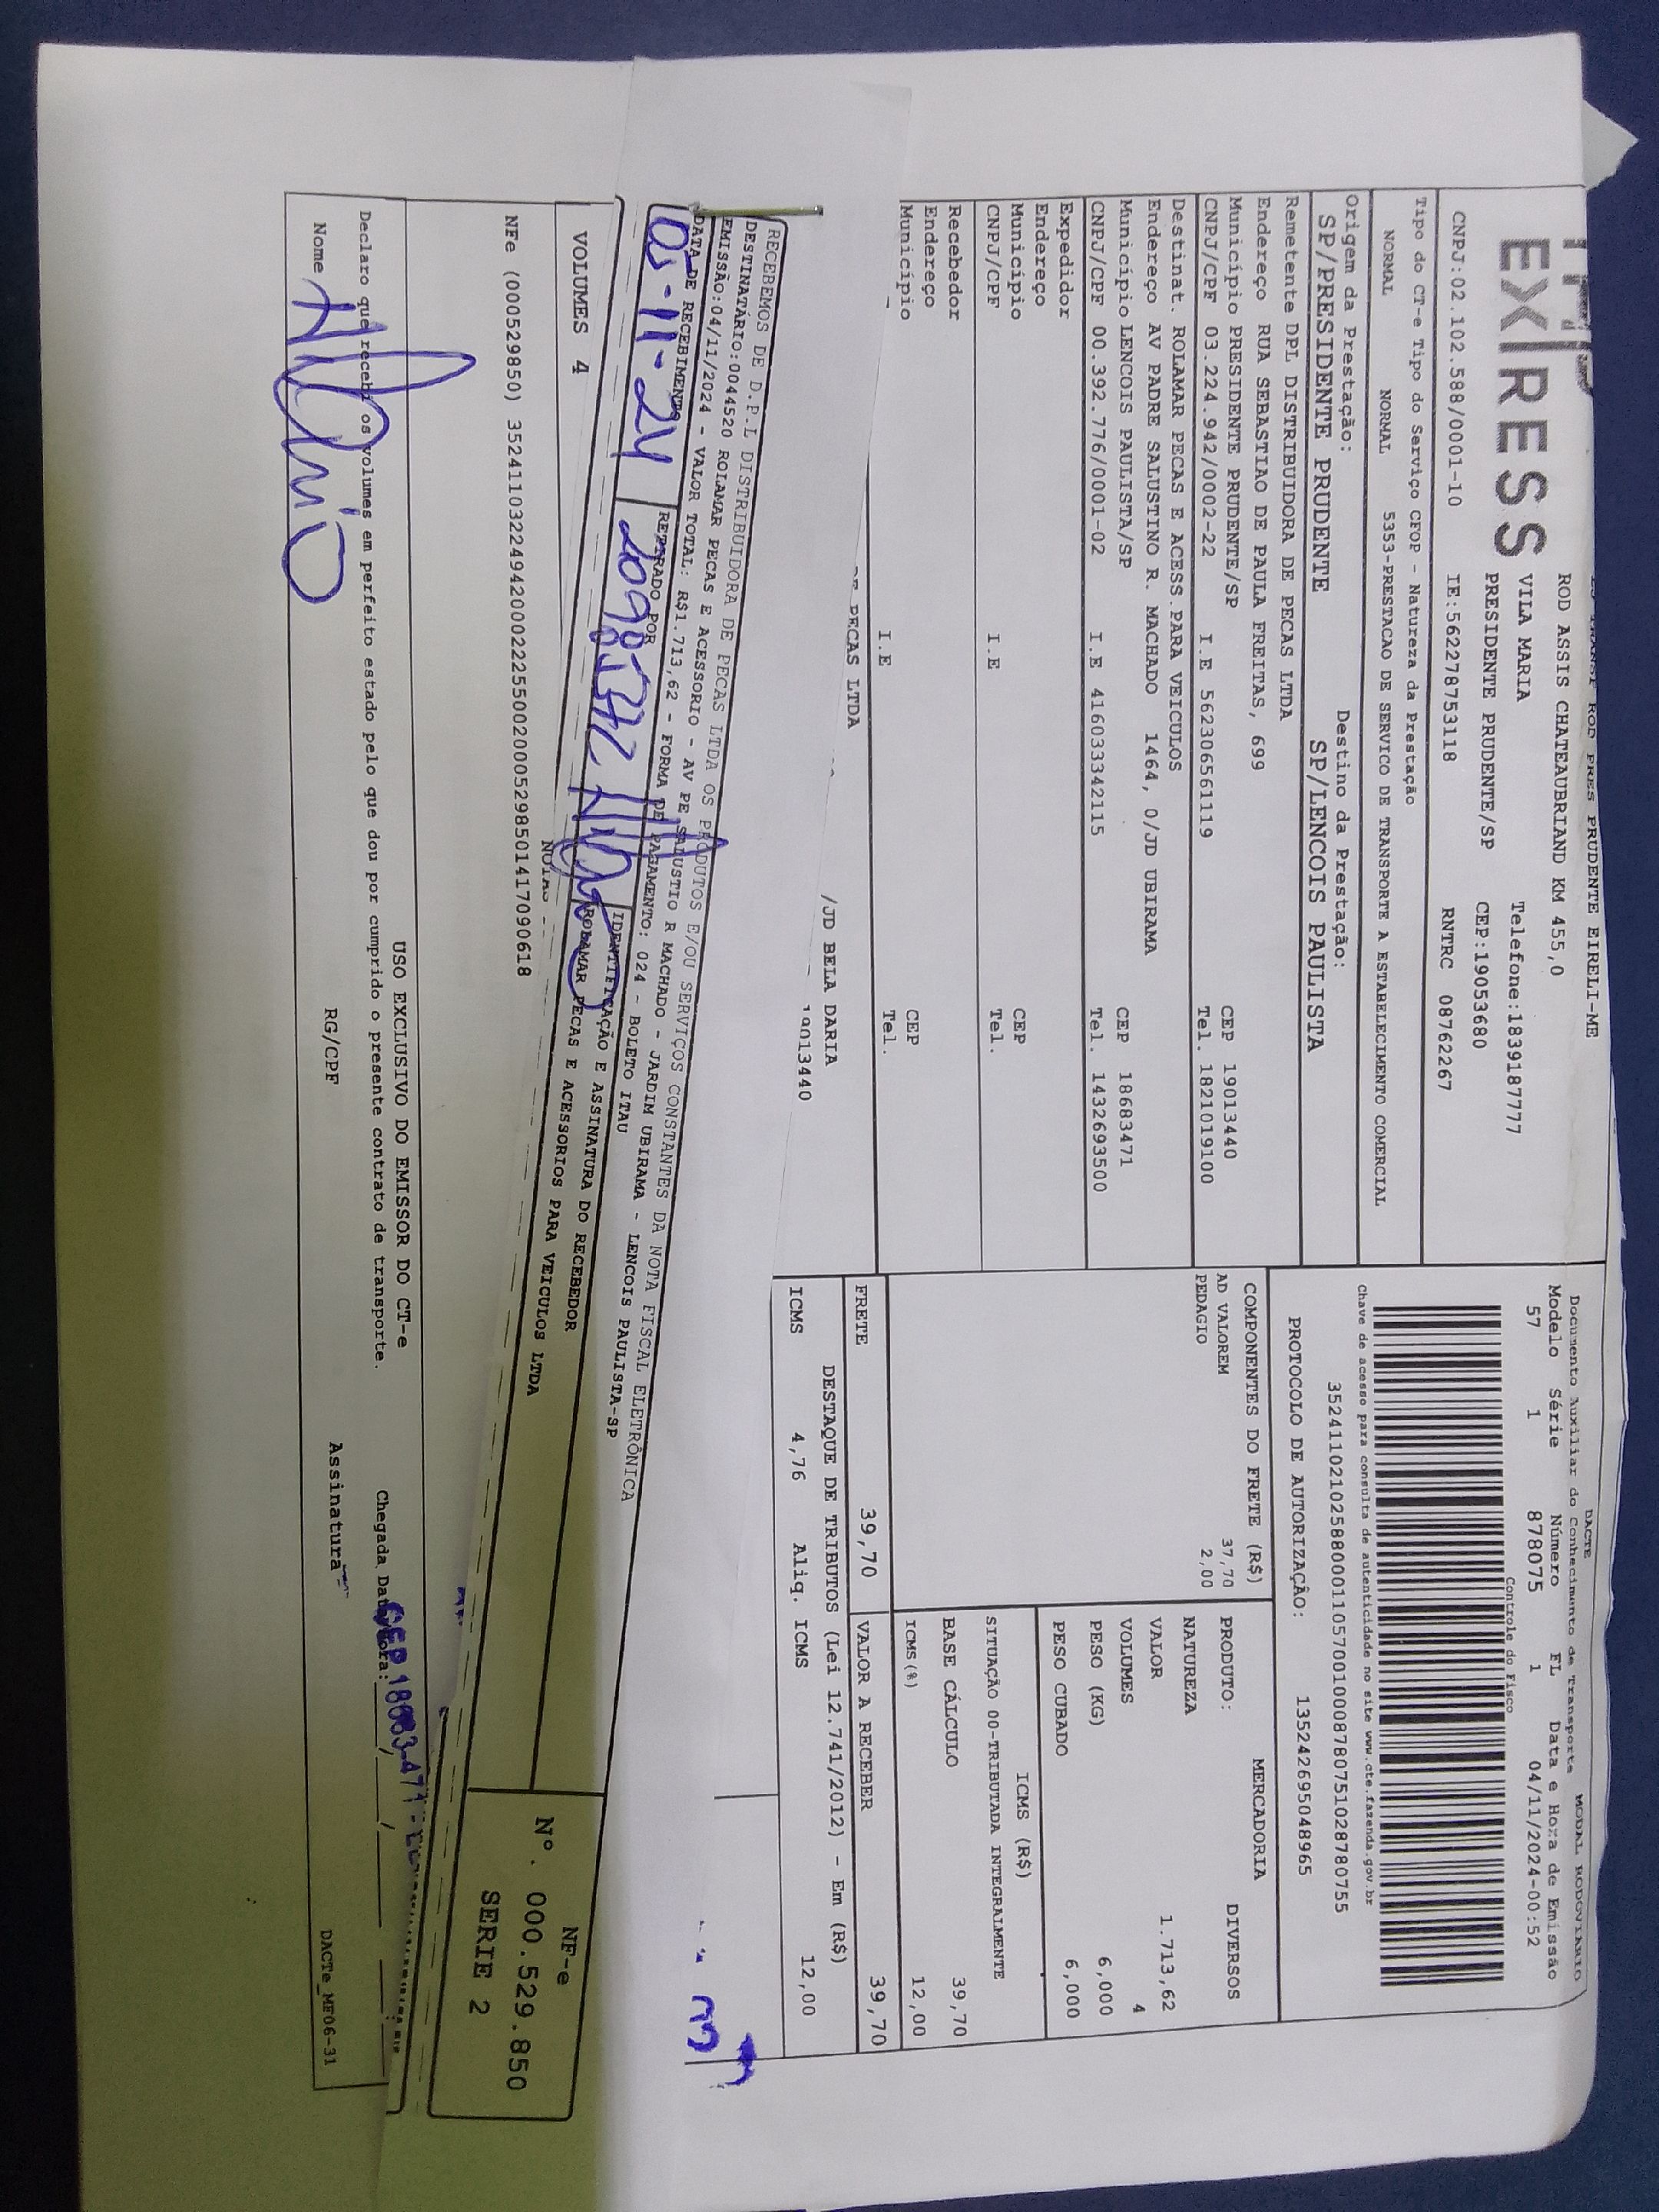 EXPRESS
ROD PRES PRUDENTE EIRELI-ME
ROD ASSIS CHATEAUBRIAND KM 455,0
VILA MARIA Telefone:1839187777
PRESIDENTE PRUDENTE/SP CEP:19053680
CNPJ:02.102.588/0001-10 IE:562278753118 RNTRC 08762267
Tipo do CT-e Tipo do Serviço CFOP - Natureza da Prestação
NORMAL NORMAL 5353-PRESTACAO DE SERVICO DE TRANSPORTE A ESTABELECIMENTO COMERCIAL
Origem da Prestação: Destino da Prestação:
SP/PRESIDENTE PRUDENTE SP/LENCOIS PAULISTA
Remetente DPL DISTRIBUIDORA DE PECAS LTDA
Endereço RUA SEBASTIAO DE PAULA FREITAS, 699
Município PRESIDENTE PRUDENTE/SP CEP 19013440
CNPJ/CPF 03.224.942/0002-22 I.E 562306561119 Tel. 1821019100
Destinat. ROLAMAR PECAS E ACESS.PARA VEICULOS
Endereço AV PADRE SALUSTINO R. MACHADO 1464, 0/JD UBIRAMA
Município LENCOIS PAULISTA/SP CEP 18683471
CNPJ/CPF 00.392.776/0001-02 I.E 416033342115 Tel. 1432693500
Expedidor
Endereço
Município CEP
CNPJ/CPF I.E Tel.
Recebedor
Endereço
Município CEP
I.E Tel.
PECAS LTDA
/JD BELA DARIA
19013440
DACTE MODAL RODOVIARIO
Documento Auxiliar do Conhecimento de Transporte
Modelo Série Número FL Data e Hora de Emissão
57 1 878075 1 04/11/2024-00:52
Controle do Fisco
Chave de acesso para consulta de autenticidade no site www.cte.fazenda.gov.br
35241102102588000110570010008780751028780755
PROTOCOLO DE AUTORIZAÇÃO: 135242695048965
COMPONENTES DO FRETE (R$)
AD VALOREM 37,70
PEDAGIO 2,00
MERCADORIA
PRODUTO: DIVERSOS
NATUREZA
VALOR 1.713,62
VOLUMES 4
PESO (KG) 6,000
PESO CUBADO 6,000
ICMS (R$)
SITUAÇÃO 00-TRIBUTADA INTEGRALMENTE
BASE CÁLCULO 39,70
ICMS(%) 12,00
FRETE 39,70 VALOR A RECEBER 39,70
DESTAQUE DE TRIBUTOS (Lei 12.741/2012) - Em (R$)
ICMS 4,76 Aliq. ICMS 12,00
RECEBEMOS DE D.P.L DISTRIBUIDORA DE PECAS LTDA OS PRODUTOS E/OU SERVIÇOS CONSTANTES DA NOTA FISCAL ELETRÔNICA
DESTINATÁRIO:0044520 ROLAMAR PECAS E ACESSORIO - AV PE SALUSTIO R MACHADO - JARDIM UBIRAMA - LENCOIS PAULISTA-SP
EMISSÃO:04/11/2024 - VALOR TOTAL: R$1.713,62 - FORMA DE PAGAMENTO: 024 - BOLETO ITAU
DATA DE RECEBIMENTO RETIRADO POR IDENTIFICAÇÃO E ASSINATURA DO RECEBEDOR
05-11-24
ROLAMAR PECAS E ACESSORIOS PARA VEICULOS LTDA
NF-e
Nº. 000.529.850
SERIE 2
VOLUMES 4
NFe (000529850) 35241103224942000222550020005298501417090618
USO EXCLUSIVO DO EMISSOR DO CT-e
Declaro que recebi os volumes em perfeito estado pelo que dou por cumprido o presente contrato de transporte.
Chegada Data/Hora: / /
CEP 18683-471
Nome RG/CPF Assinatura
DACTe_MF06-31